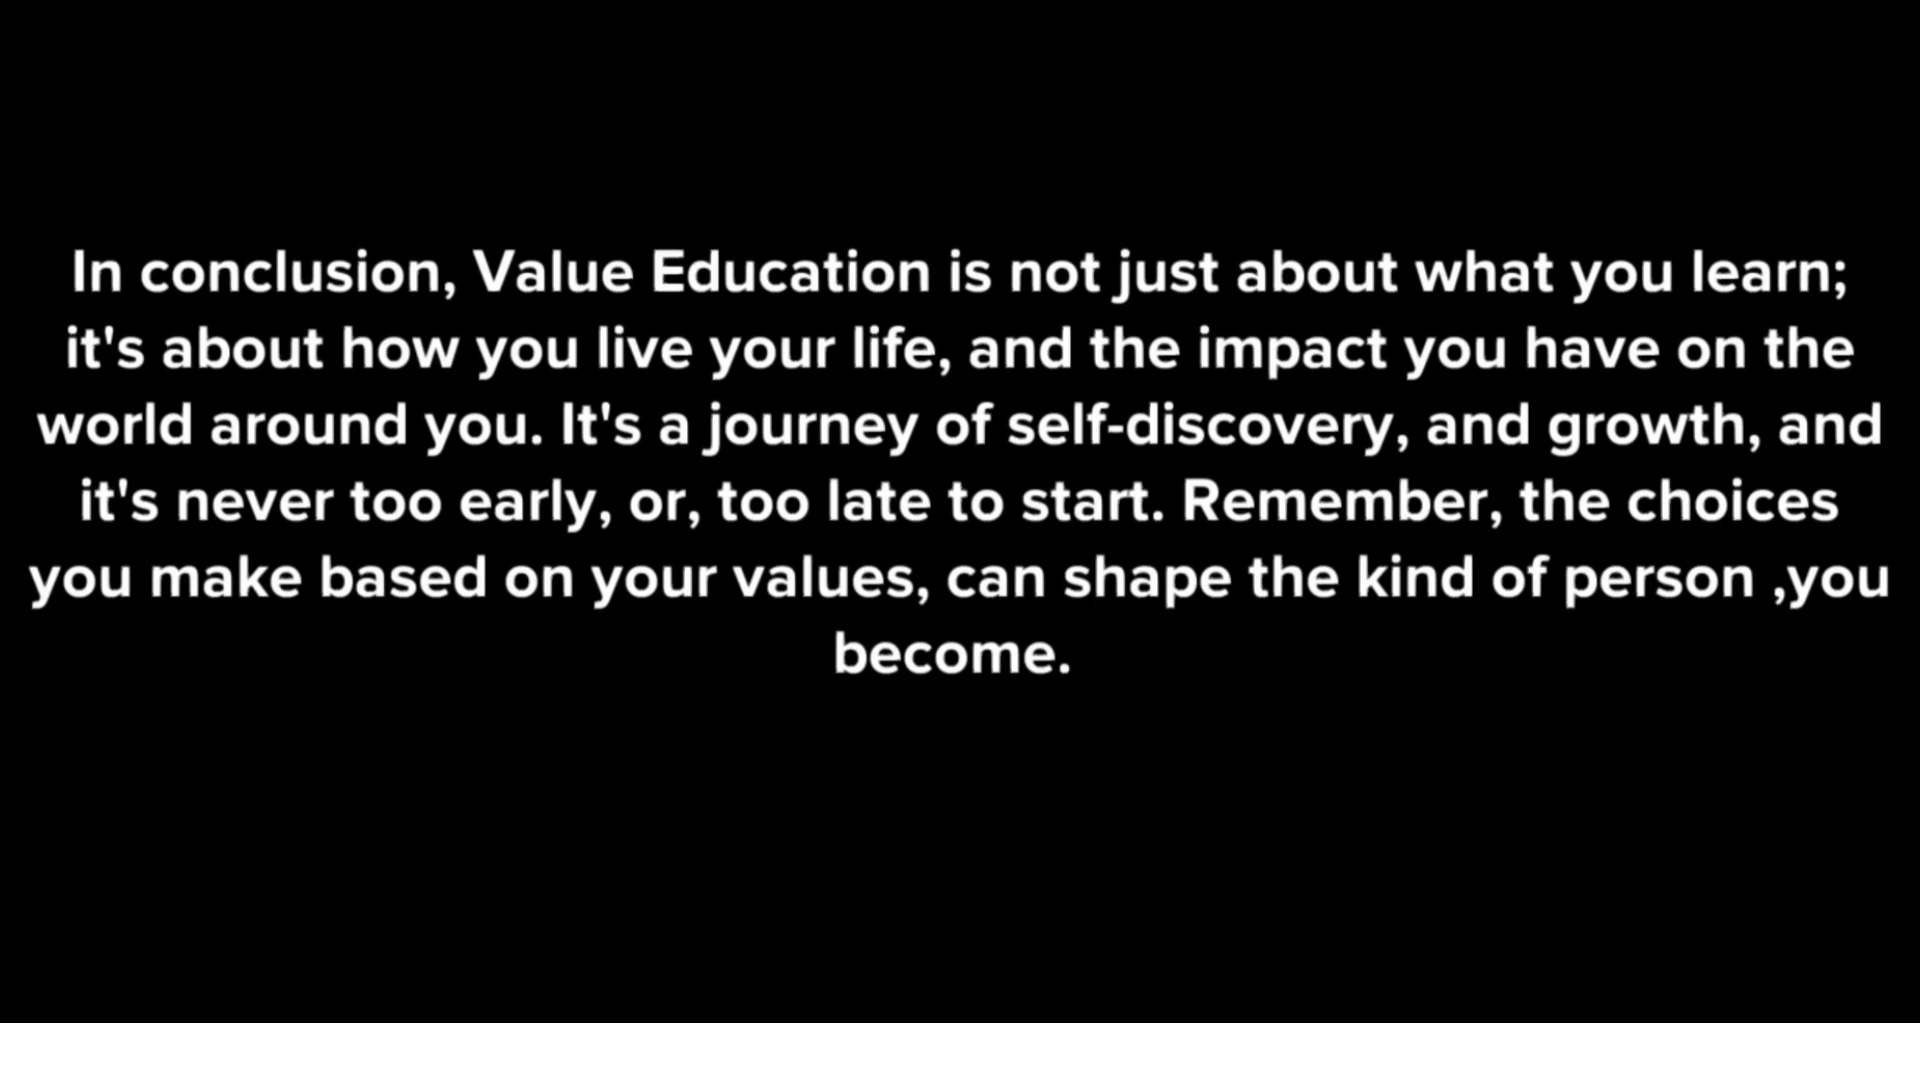 In conclusion, Value Education is not just about what you learn;
it's about how you live your life, and the impact you have on the
world around you. It's a journey of self-discovery, and growth, and
it's never too early, or, too late to start. Remember, the choices
you make based on your values, can shape the kind of person ,you
become.